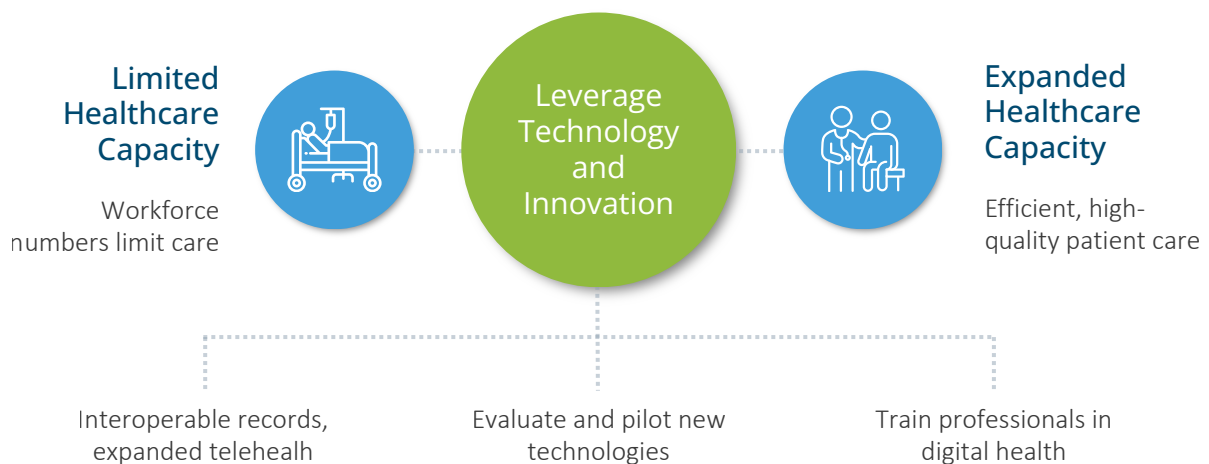 Limited
Healthcare
Capacity
Workforce
numbers limit care
Leverage
Technology
and
Innovation
Expanded
Healthcare
Capacity
Efficient, high-
quality patient care
Interoperable records,
expanded telehealh
Evaluate and pilot new
technologies
Train professionals in
digital health